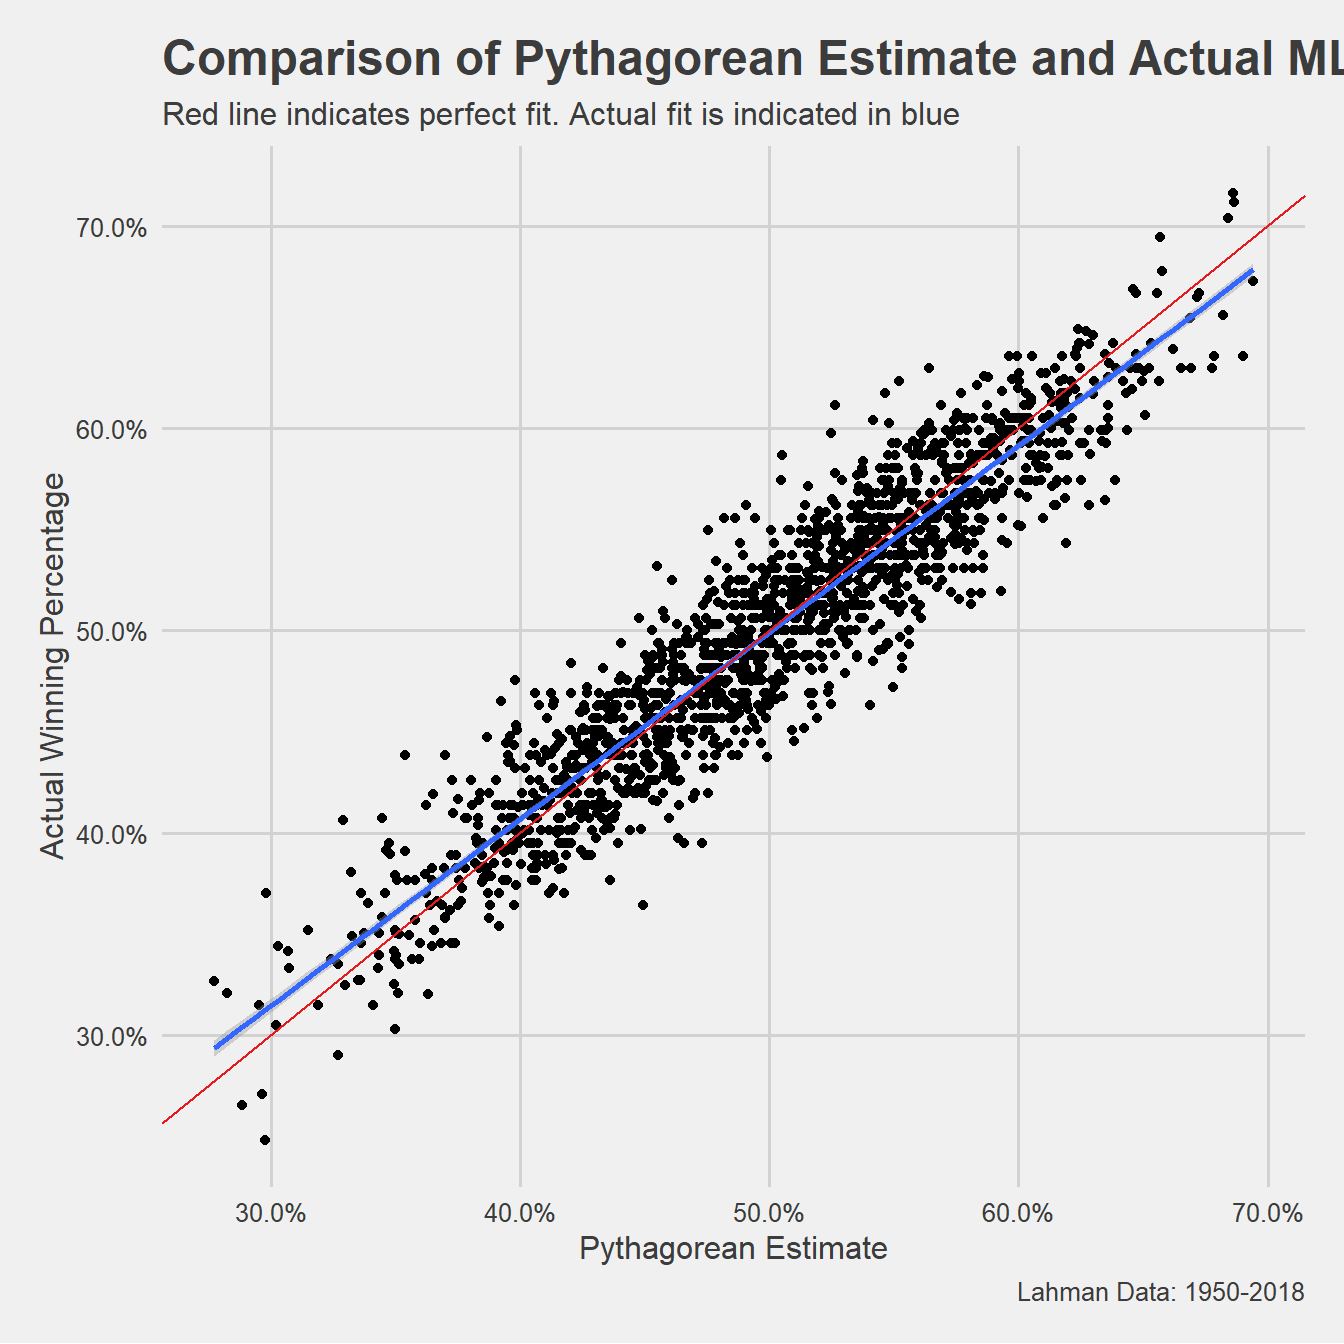 Comparison of Pythagorean Estimate and Actual ML
Red line indicates perfect fit. Actual fit is indicated in blue
70.0%
60.0%
50.0%
40.0%
30.0%
Actual Winning Percentage
30.0% 40.0% 50.0% 60.0% 70.0%
Pythagorean Estimate
Lahman Data: 1950-2018